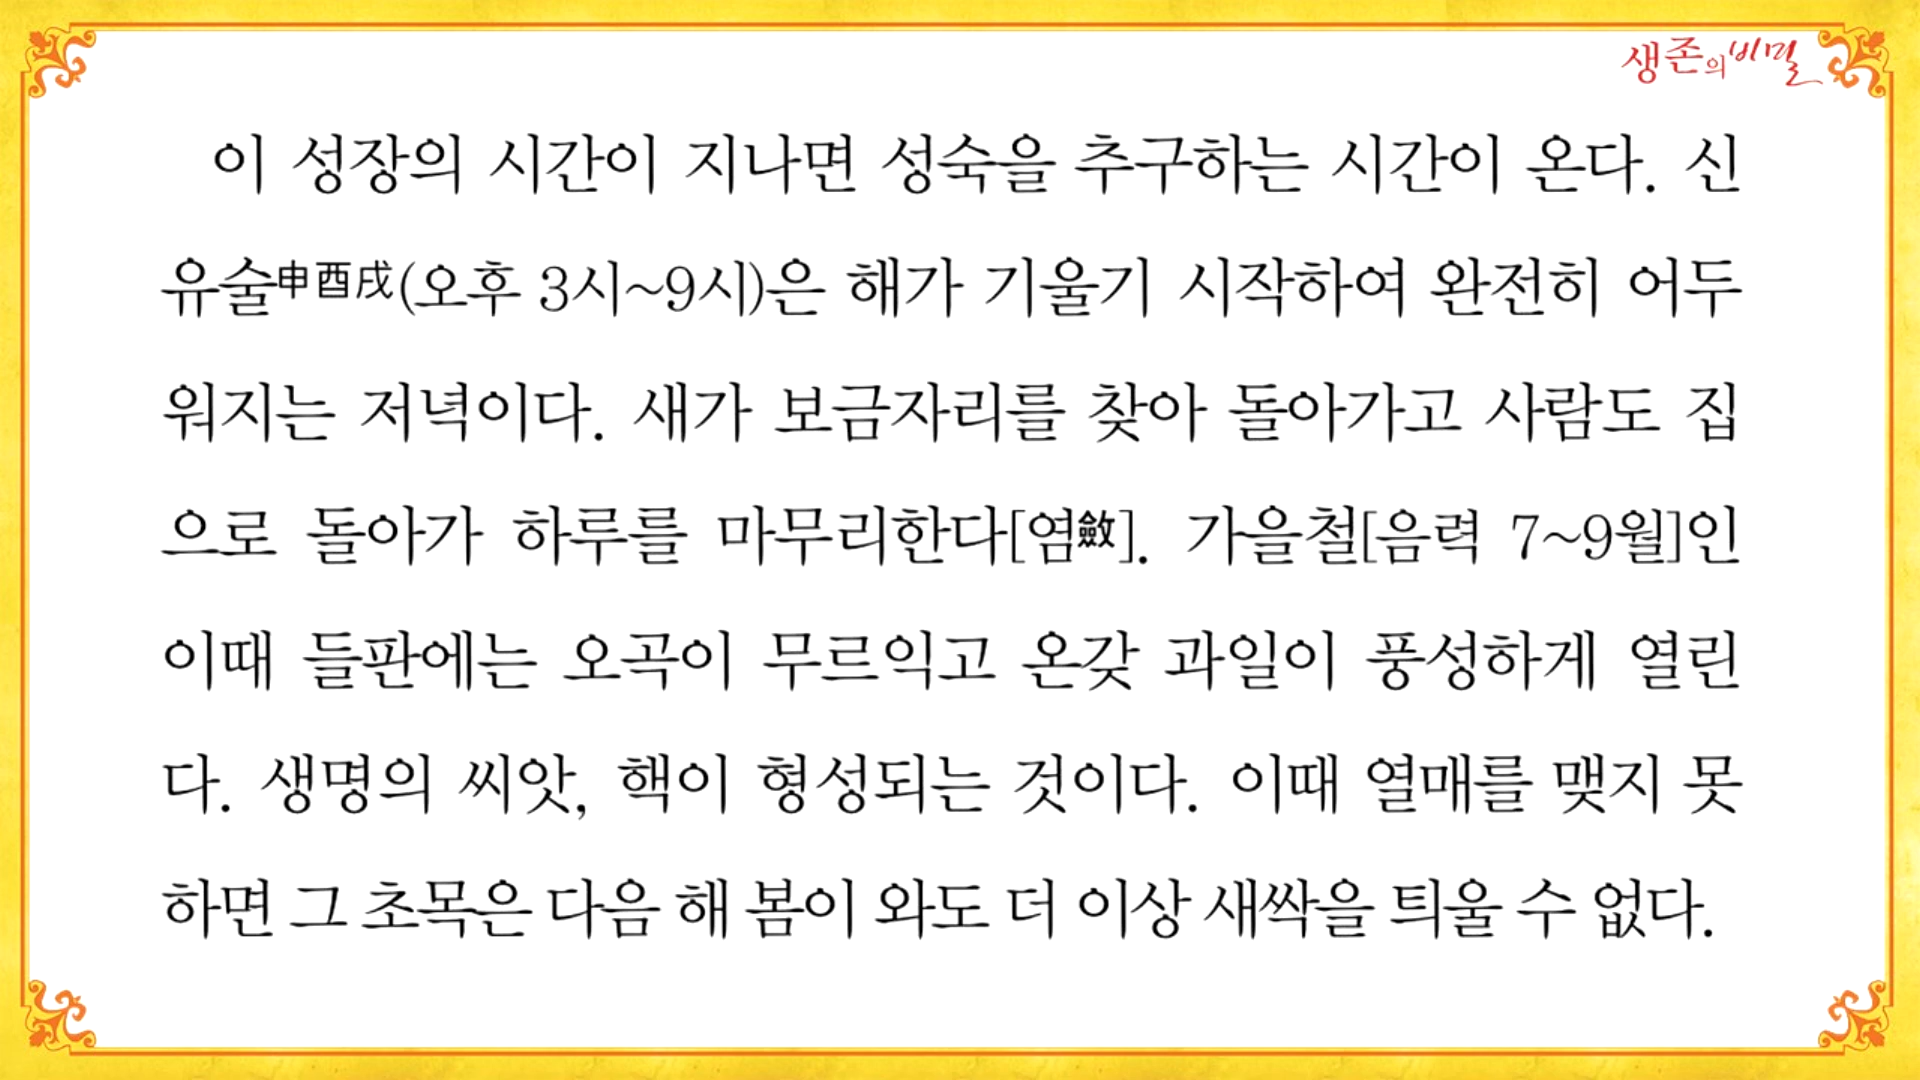 생존의 비밀
이 성장의 시간이 지나면 성숙을 추구하는 시간이 온다. 신
유술申酉戌(오후 3시~9시)은 해가 기울기 시작하여 완전히 어두
워지는 저녁이다. 새가 보금자리를 찾아 돌아가고 사람도 집
으로 돌아가 하루를 마무리한다[염斂]. 가을철[음력 7~9월]인
이때 들판에는 오곡이 무르익고 온갖 과일이 풍성하게 열린
다. 생명의 씨앗, 핵이 형성되는 것이다. 이때 열매를 맺지 못
하면 그 초목은 다음 해 봄이 와도 더 이상 새싹을 틔울 수 없다.